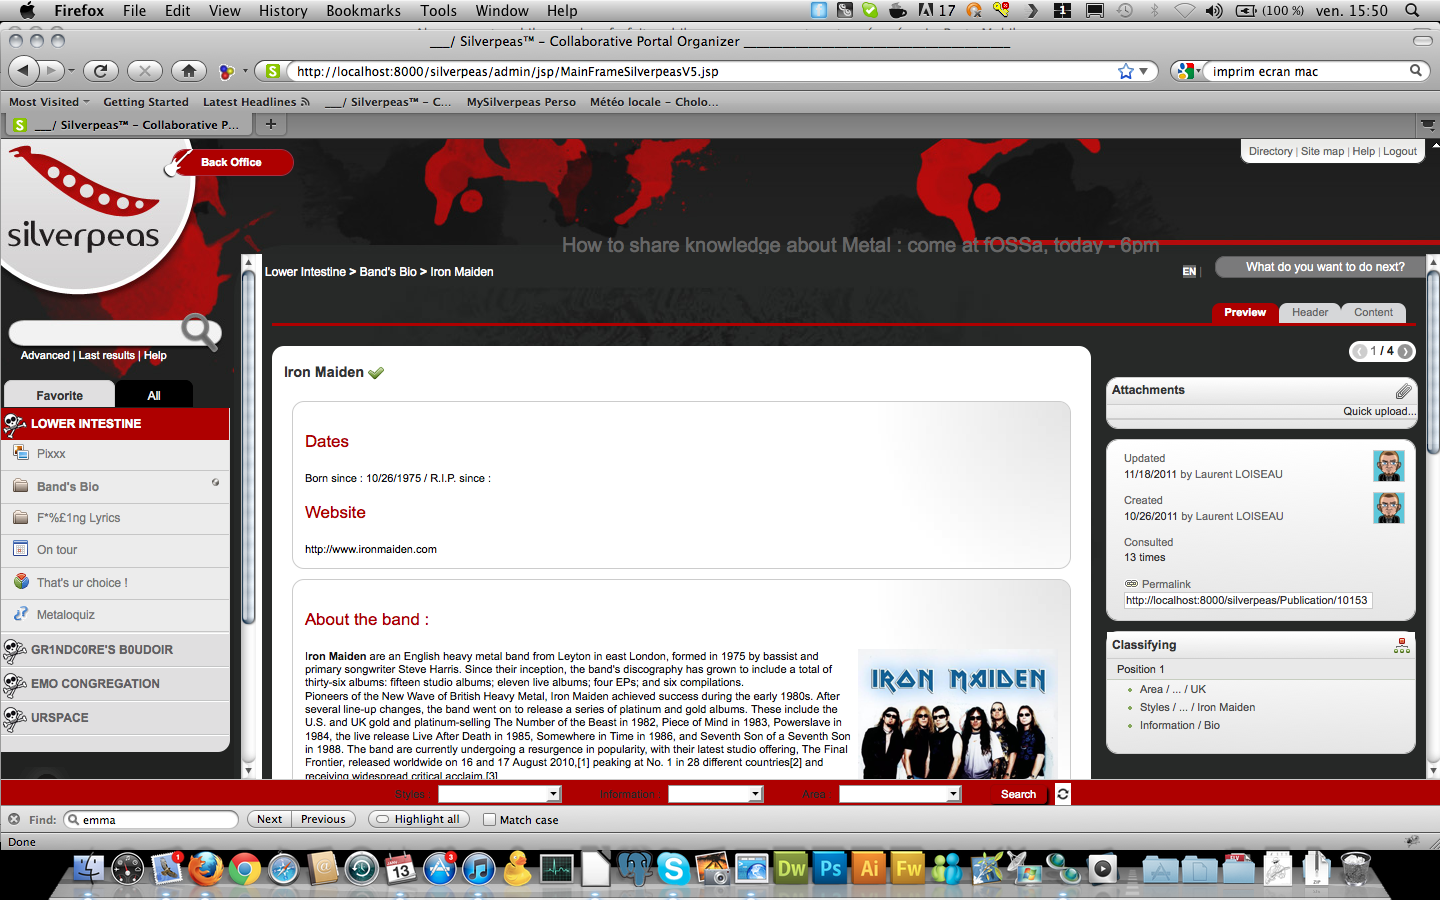 Firefox File Edit View History Bookmarks Tools Window Help 17 (100 %) ven. 15:50
___/ Silverpeas™ - Collaborative Portal Organizer ___
http://localhost:8000/silverpeas/admin/jsp/MainFrameSilverpeasV5.jsp
imprim ecran mac
Most Visited Getting Started Latest Headlines ___/ Silverpeas™ - C... MySilverpeas Perso Météo locale - Cholo...
___/ Silverpeas™ - Collaborative P...
Back Office
Directory | Site map | Help | Logout
silverpeas
How to share knowledge about Metal : come at fOSSa, today - 6pm
Lower Intestine > Band's Bio > Iron Maiden
EN
What do you want to do next?
Preview Header Content
1 / 4
Advanced | Last results | Help
Favorite All
LOWER INTESTINE
Pixxx
Band's Bio
F*%£1ng Lyrics
On tour
That's ur choice !
Metaloquiz
GR1NDC0RE'S B0UDOIR
EMO CONGREGATION
URSPACE
Iron Maiden
Dates
Born since : 10/26/1975 / R.I.P. since :
Website
http://www.ironmaiden.com
About the band :
Iron Maiden are an English heavy metal band from Leyton in east London, formed in 1975 by bassist and
primary songwriter Steve Harris. Since their inception, the band's discography has grown to include a total of
thirty-six albums: fifteen studio albums; eleven live albums; four EPs; and six compilations.
Pioneers of the New Wave of British Heavy Metal, Iron Maiden achieved success during the early 1980s. After
several line-up changes, the band went on to release a series of platinum and gold albums. These include the
U.S. and UK gold and platinum-selling The Number of the Beast in 1982, Piece of Mind in 1983, Powerslave in
1984, the live release Live After Death in 1985, Somewhere in Time in 1986, and Seventh Son of a Seventh Son
in 1988. The band are currently undergoing a resurgence in popularity, with their latest studio offering, The Final
Frontier, released worldwide on 16 and 17 August 2010,[1] peaking at No. 1 in 28 different countries[2] and
receiving widespread critical acclaim.[3]
IRON MAIDEN
Attachments
Quick upload...
Updated
11/18/2011 by Laurent LOISEAU
Created
10/26/2011 by Laurent LOISEAU
Consulted
13 times
Permalink
http://localhost:8000/silverpeas/Publication/10153
Classifying
Position 1
Area / ... / UK
Styles / ... / Iron Maiden
Information / Bio
Styles Information Area Search
Find: emma Next Previous Highlight all Match case
Done
1 13 3 Dw Ps Ai Fw